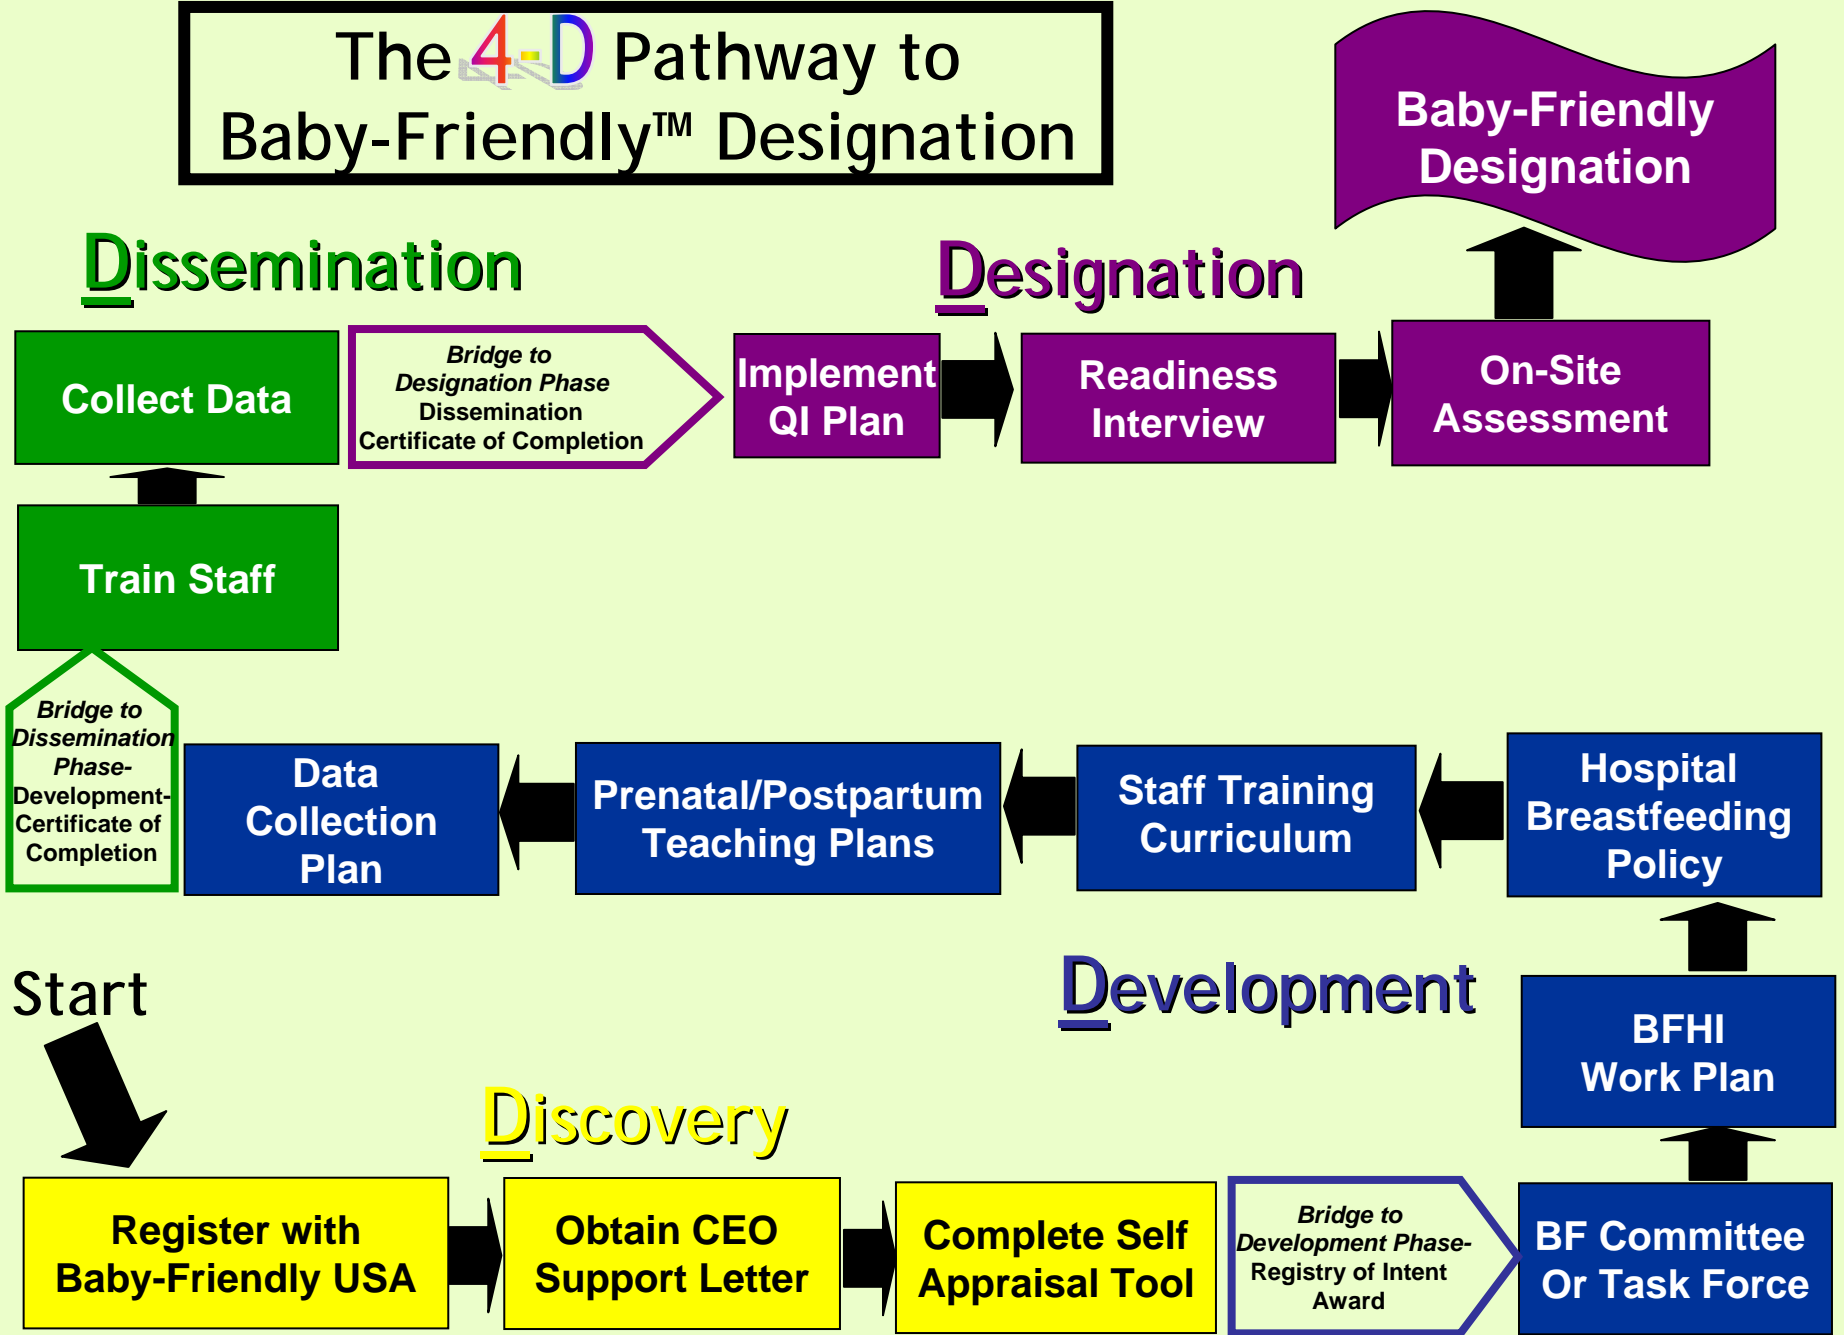 The 4-D Pathway to
Baby-Friendly™ Designation
Baby-Friendly
Designation
Dissemination
Designation
Collect Data
Bridge to
Designation Phase
Dissemination
Certificate of Completion
Implement
QI Plan
Readiness
Interview
On-Site
Assessment
Train Staff
Bridge to
Dissemination
Phase-
Development-
Certificate of
Completion
Data
Collection
Plan
Prenatal/Postpartum
Teaching Plans
Staff Training
Curriculum
Hospital
Breastfeeding
Policy
Start
Development
BFHI
Work Plan
Discovery
Register with
Baby-Friendly USA
Obtain CEO
Support Letter
Complete Self
Appraisal Tool
Bridge to
Development Phase-
Registry of Intent
Award
BF Committee
Or Task Force